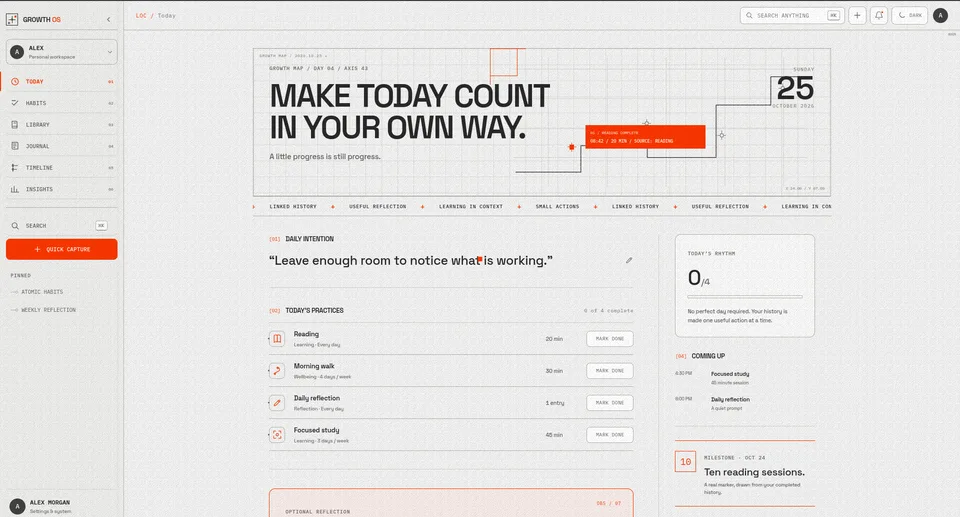 GROWTH OS
A
ALEX
Personal workspace
TODAY
HABITS
LIBRARY
JOURNAL
TIMELINE
INSIGHTS
SEARCH
QUICK CAPTURE
PINNED
ATOMIC HABITS
WEEKLY REFLECTION
A
ALEX MORGAN
Settings & system
LOC / Today
SEARCH ANYTHING
DARK
A
GROWTH MAP / DAY 04 / AXIS
MAKE TODAY COUNT
IN YOUR OWN WAY.
A little progress is still progress.
SUNDAY
25
OCTOBER 2026
/ READING COMPLETE
/ 20 MIN / SOURCE: READING
LINKED HISTORY
USEFUL REFLECTION
LEARNING IN CONTEXT
SMALL ACTIONS
LINKED HISTORY
USEFUL REFLECTION
LEARNING IN CON
[01] DAILY INTENTION
“Leave enough room to notice what is working.”
[02] TODAY'S PRACTICES
0 of 4 complete
Reading
Learning · Every day
20 min
MARK DONE
Morning walk
Wellbeing · 4 days / week
30 min
MARK DONE
Daily reflection
Reflection · Every day
1 entry
MARK DONE
Focused study
Learning · 3 days / week
45 min
MARK DONE
OBS / 07
OPTIONAL REFLECTION
TODAY'S RHYTHM
0/4
No perfect day required. Your history is
made one useful action at a time.
[04] COMING UP
4:30 PM
Focused study
45 minute session
6:00 PM
Daily reflection
A quiet prompt
10
MILESTONE · OCT 24
Ten reading sessions.
A real marker, drawn from your completed
history.